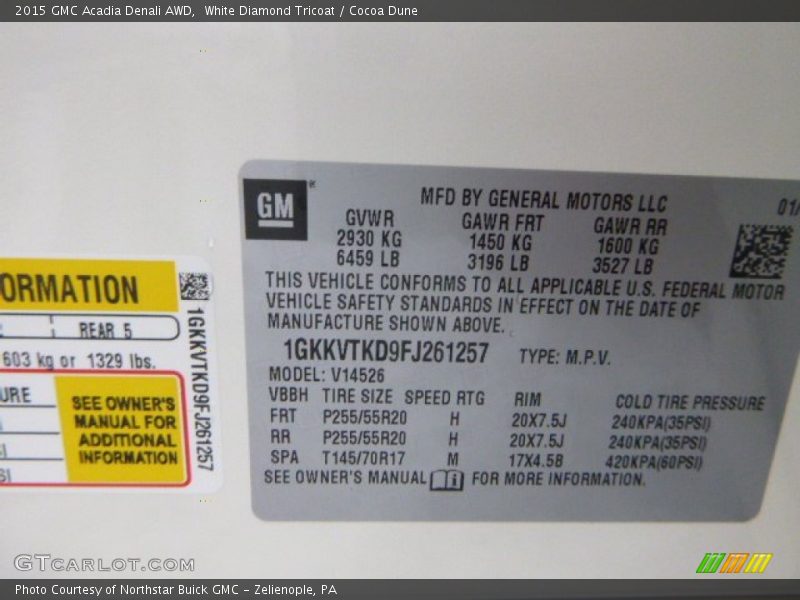 2015 GMC Acadia Denali AWD, White Diamond Tricoat / Cocoa Dune
GM
MFD BY GENERAL MOTORS LLC
01/
GVWR GAWR FRT GAWR RR
2930 KG 1450 KG 1600 KG
6459 LB 3196 LB 3527 LB
THIS VEHICLE CONFORMS TO ALL APPLICABLE U.S. FEDERAL MOTOR
VEHICLE SAFETY STANDARDS IN EFFECT ON THE DATE OF
MANUFACTURE SHOWN ABOVE.
1GKKVTKD9FJ261257 TYPE: M.P.V.
MODEL: V14526
VBBH TIRE SIZE SPEED RTG RIM COLD TIRE PRESSURE
FRT P255/55R20 H 20X7.5J 240KPA(35PSI)
RR P255/55R20 H 20X7.5J 240KPA(35PSI)
SPA T145/70R17 M 17X4.5B 420KPA(60PSI)
SEE OWNER'S MANUAL FOR MORE INFORMATION.
ORMATION
REAR 5
603 kg or 1329 lbs.
URE
SEE OWNER'S
MANUAL FOR
ADDITIONAL
INFORMATION
1GKKVTKD9FJ261257
GTCARLOT.COM
Photo Courtesy of Northstar Buick GMC – Zelienople, PA